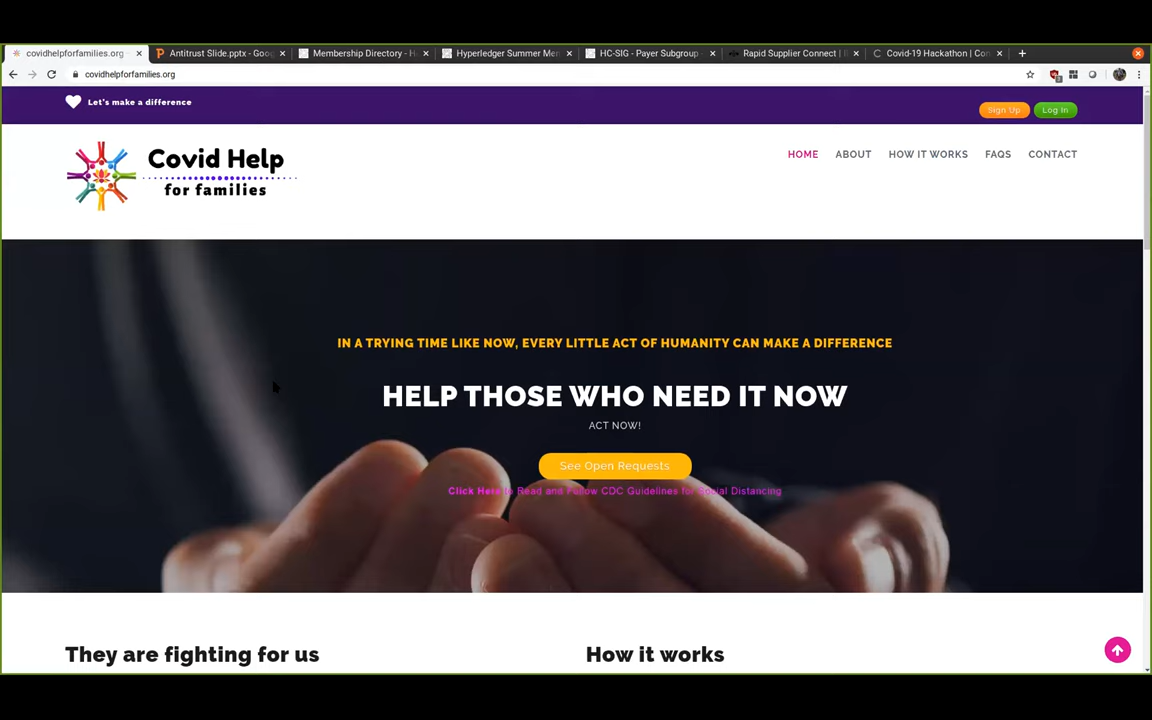 covidhelpforfamilies.org
Antitrust Slide.pptx - Goo
Membership Directory - H
Hyperledger Summer Men
HC-SIG - Payer Subgroup
Rapid Supplier Connect |
Covid-19 Hackathon | Con
covidhelpforfamilies.org
Let's make a difference
Sign Up
Log In
Covid Help
for families
HOME
ABOUT
HOW IT WORKS
FAQS
CONTACT
IN A TRYING TIME LIKE NOW, EVERY LITTLE ACT OF HUMANITY CAN MAKE A DIFFERENCE
HELP THOSE WHO NEED IT NOW
ACT NOW!
See Open Requests
Click Here to Read and Follow CDC Guidelines for Social Distancing
They are fighting for us
How it works